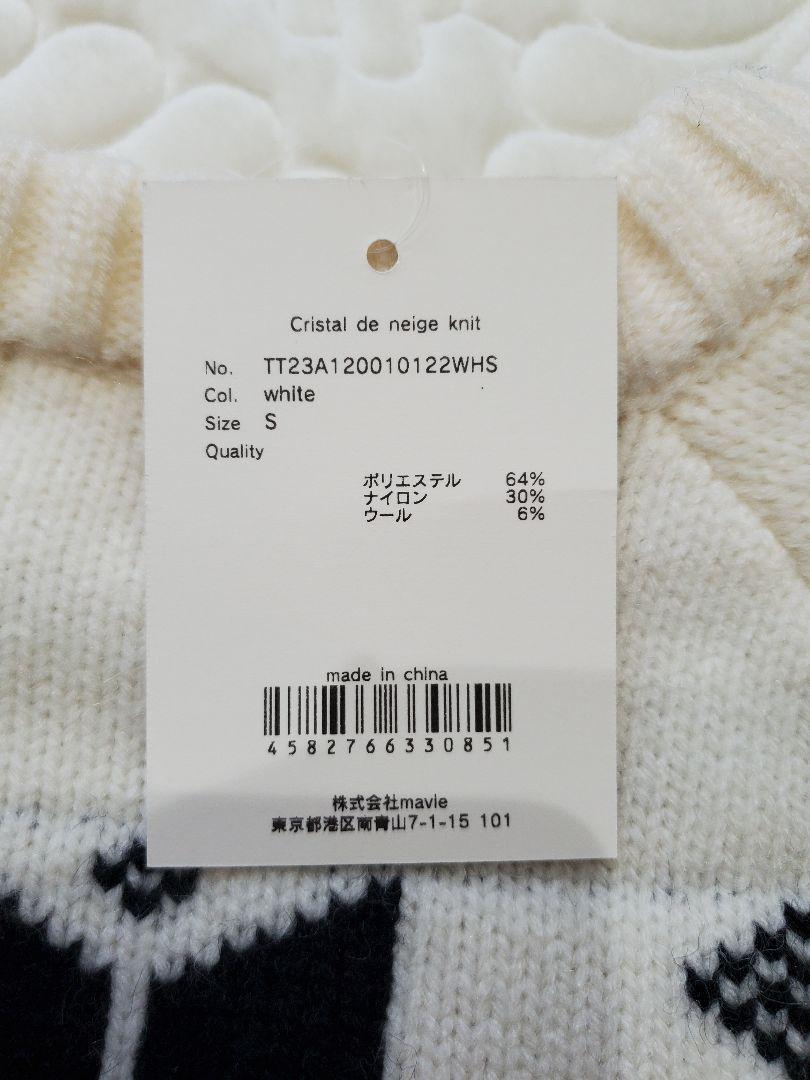 Cristal de neige knit
No. TT23A120010122WHS
Col. white
Size S
Quality
ポリエステル 64%
ナイロン 30%
ウール 6%
made in china
4582766330851
株式会社mavie
東京都港区南青山7-1-15 101